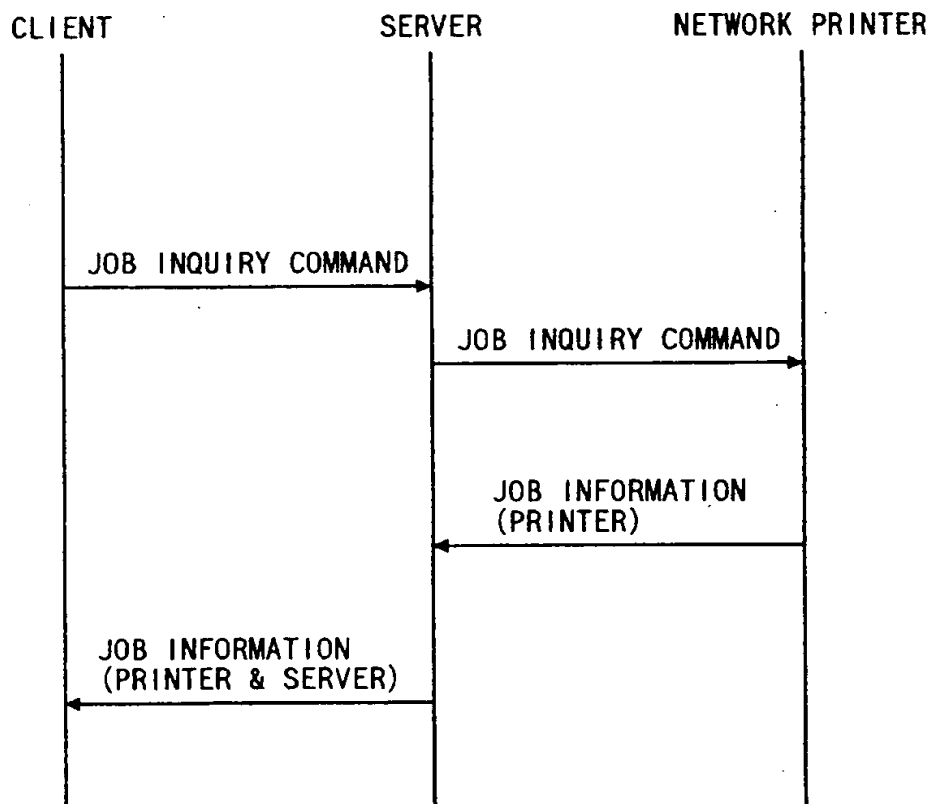 CLIENT SERVER NETWORK PRINTER
JOB INQUIRY COMMAND
JOB INQUIRY COMMAND
JOB INFORMATION
(PRINTER)
JOB INFORMATION
(PRINTER & SERVER)